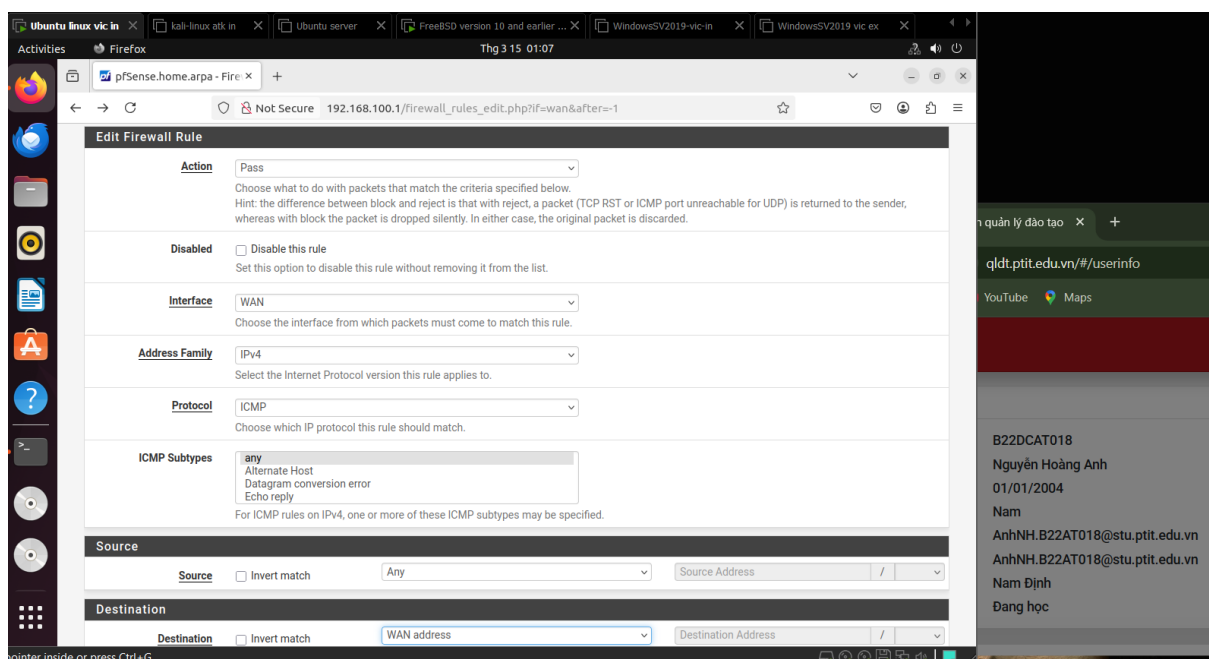 Ubuntu linux vic in
kali-linux atk in
Ubuntu server
FreeBSD version 10 and earlier ...
WindowsSV2019-vic-in
WindowsSV2019 vic ex
Activities
Firefox
Thg 3 15 01:07
pfSense.home.arpa - Fire
Not Secure 192.168.100.1/firewall_rules_edit.php?if=wan&after=-1
Edit Firewall Rule
Action
Pass
Choose what to do with packets that match the criteria specified below.
Hint: the difference between block and reject is that with reject, a packet (TCP RST or ICMP port unreachable for UDP) is returned to the sender,
whereas with block the packet is dropped silently. In either case, the original packet is discarded.
Disabled
Disable this rule
Set this option to disable this rule without removing it from the list.
Interface
WAN
Choose the interface from which packets must come to match this rule.
Address Family
IPv4
Select the Internet Protocol version this rule applies to.
Protocol
ICMP
Choose which IP protocol this rule should match.
ICMP Subtypes
any
Alternate Host
Datagram conversion error
Echo reply
For ICMP rules on IPv4, one or more of these ICMP subtypes may be specified.
Source
Source
Invert match
Any
Source Address
/
Destination
Destination
Invert match
WAN address
Destination Address
/
pointer inside or press Ctrl+G
quản lý đào tạo
qldt.ptit.edu.vn/#/userinfo
YouTube
Maps
B22DCAT018
Nguyễn Hoàng Anh
01/01/2004
Nam
AnhNH.B22AT018@stu.ptit.edu.vn
AnhNH.B22AT018@stu.ptit.edu.vn
Nam Định
Đang học